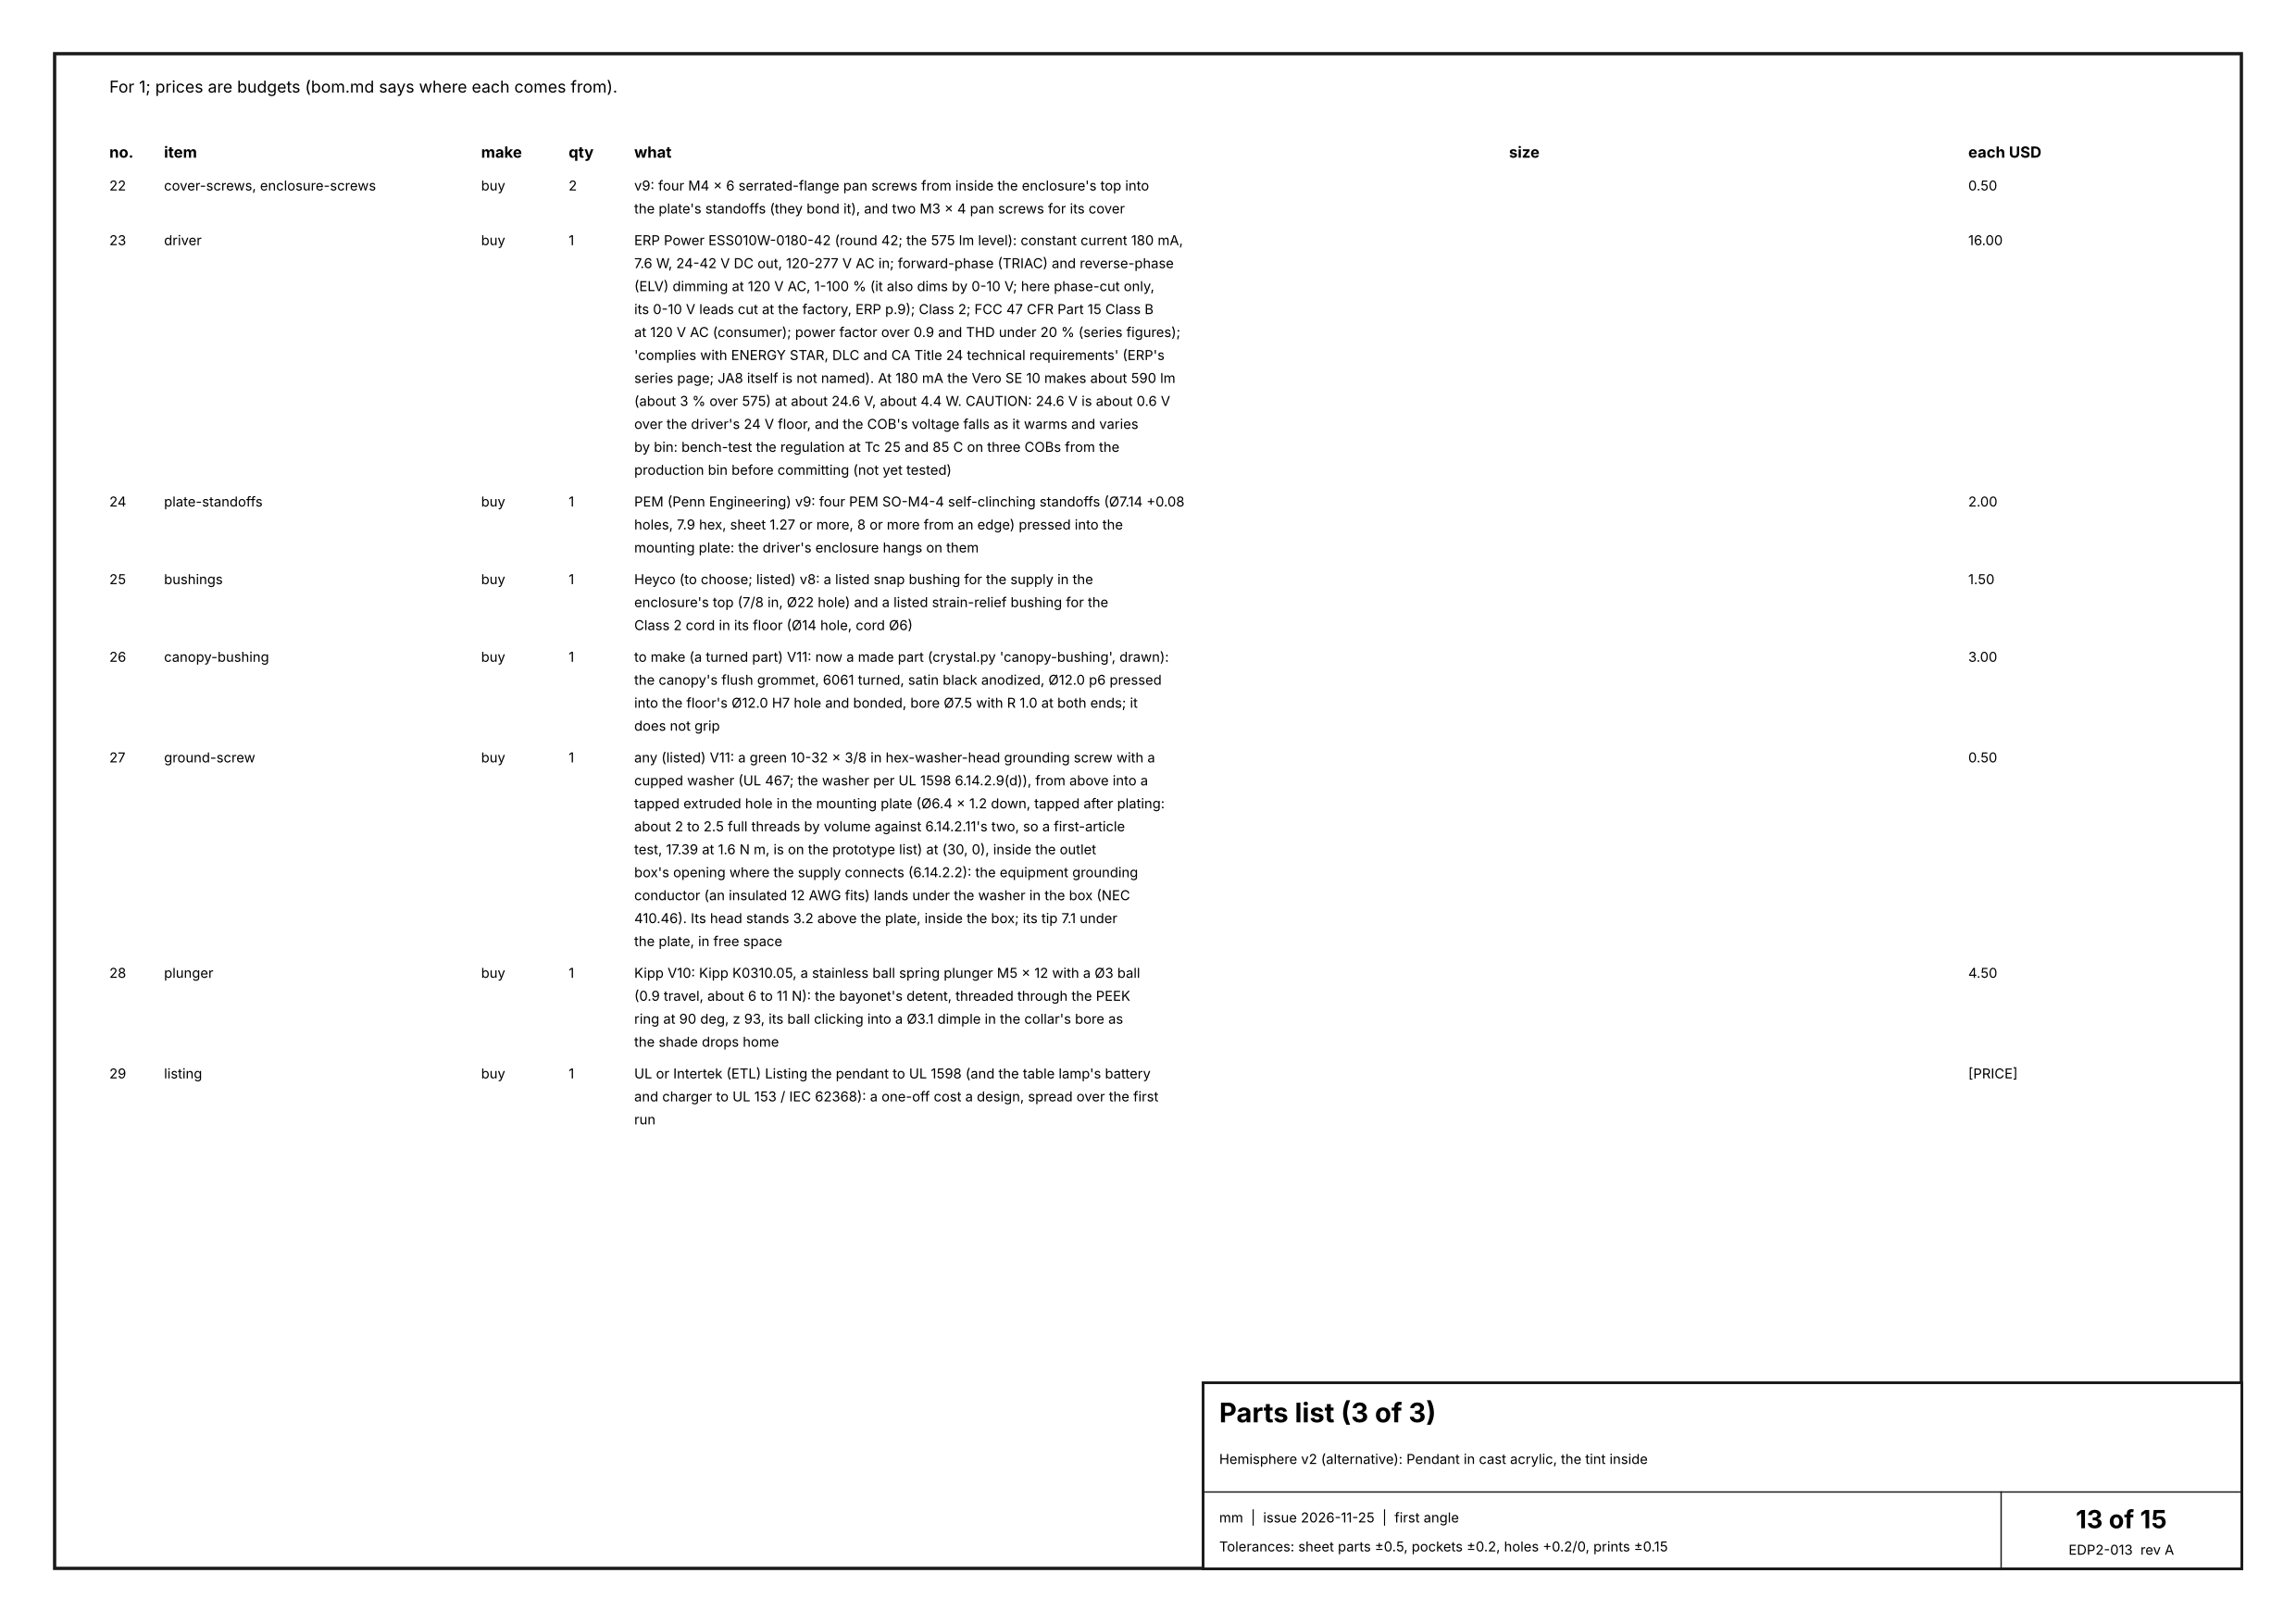 For 1; prices are budgets (bom.md says where each comes from).
no. item make qty what size each USD
22 cover-screws, enclosure-screws buy 2 v9: four M4 × 6 serrated-flange pan screws from inside the enclosure's top into 0.50
the plate's standoffs (they bond it), and two M3 × 4 pan screws for its cover
23 driver buy 1 ERP Power ESS010W-0180-42 (round 42; the 575 lm level): constant current 180 mA, 16.00
7.6 W, 24-42 V DC out, 120-277 V AC in; forward-phase (TRIAC) and reverse-phase
(ELV) dimming at 120 V AC, 1-100 % (it also dims by 0-10 V; here phase-cut only,
its 0-10 V leads cut at the factory, ERP p.9); Class 2; FCC 47 CFR Part 15 Class B
at 120 V AC (consumer); power factor over 0.9 and THD under 20 % (series figures);
'complies with ENERGY STAR, DLC and CA Title 24 technical requirements' (ERP's
series page; JA8 itself is not named). At 180 mA the Vero SE 10 makes about 590 lm
(about 3 % over 575) at about 24.6 V, about 4.4 W. CAUTION: 24.6 V is about 0.6 V
over the driver's 24 V floor, and the COB's voltage falls as it warms and varies
by bin: bench-test the regulation at Tc 25 and 85 C on three COBs from the
production bin before committing (not yet tested)
24 plate-standoffs buy 1 PEM (Penn Engineering) v9: four PEM SO-M4-4 self-clinching standoffs (Ø7.14 +0.08 2.00
holes, 7.9 hex, sheet 1.27 or more, 8 or more from an edge) pressed into the
mounting plate: the driver's enclosure hangs on them
25 bushings buy 1 Heyco (to choose; listed) v8: a listed snap bushing for the supply in the 1.50
enclosure's top (7/8 in, Ø22 hole) and a listed strain-relief bushing for the
Class 2 cord in its floor (Ø14 hole, cord Ø6)
26 canopy-bushing buy 1 to make (a turned part) V11: now a made part (crystal.py 'canopy-bushing', drawn): 3.00
the canopy's flush grommet, 6061 turned, satin black anodized, Ø12.0 p6 pressed
into the floor's Ø12.0 H7 hole and bonded, bore Ø7.5 with R 1.0 at both ends; it
does not grip
27 ground-screw buy 1 any (listed) V11: a green 10-32 × 3/8 in hex-washer-head grounding screw with a 0.50
cupped washer (UL 467; the washer per UL 1598 6.14.2.9(d)), from above into a
tapped extruded hole in the mounting plate (Ø6.4 × 1.2 down, tapped after plating:
about 2 to 2.5 full threads by volume against 6.14.2.11's two, so a first-article
test, 17.39 at 1.6 N m, is on the prototype list) at (30, 0), inside the outlet
box's opening where the supply connects (6.14.2.2): the equipment grounding
conductor (an insulated 12 AWG fits) lands under the washer in the box (NEC
410.46). Its head stands 3.2 above the plate, inside the box; its tip 7.1 under
the plate, in free space
28 plunger buy 1 Kipp V10: Kipp K0310.05, a stainless ball spring plunger M5 × 12 with a Ø3 ball 4.50
(0.9 travel, about 6 to 11 N): the bayonet's detent, threaded through the PEEK
ring at 90 deg, z 93, its ball clicking into a Ø3.1 dimple in the collar's bore as
the shade drops home
29 listing buy 1 UL or Intertek (ETL) Listing the pendant to UL 1598 (and the table lamp's battery [PRICE]
and charger to UL 153 / IEC 62368): a one-off cost a design, spread over the first
run
Parts list (3 of 3)
Hemisphere v2 (alternative): Pendant in cast acrylic, the tint inside
mm | issue 2026-11-25 | first angle
Tolerances: sheet parts ±0.5, pockets ±0.2, holes +0.2/0, prints ±0.15
13 of 15
EDP2-013 rev A